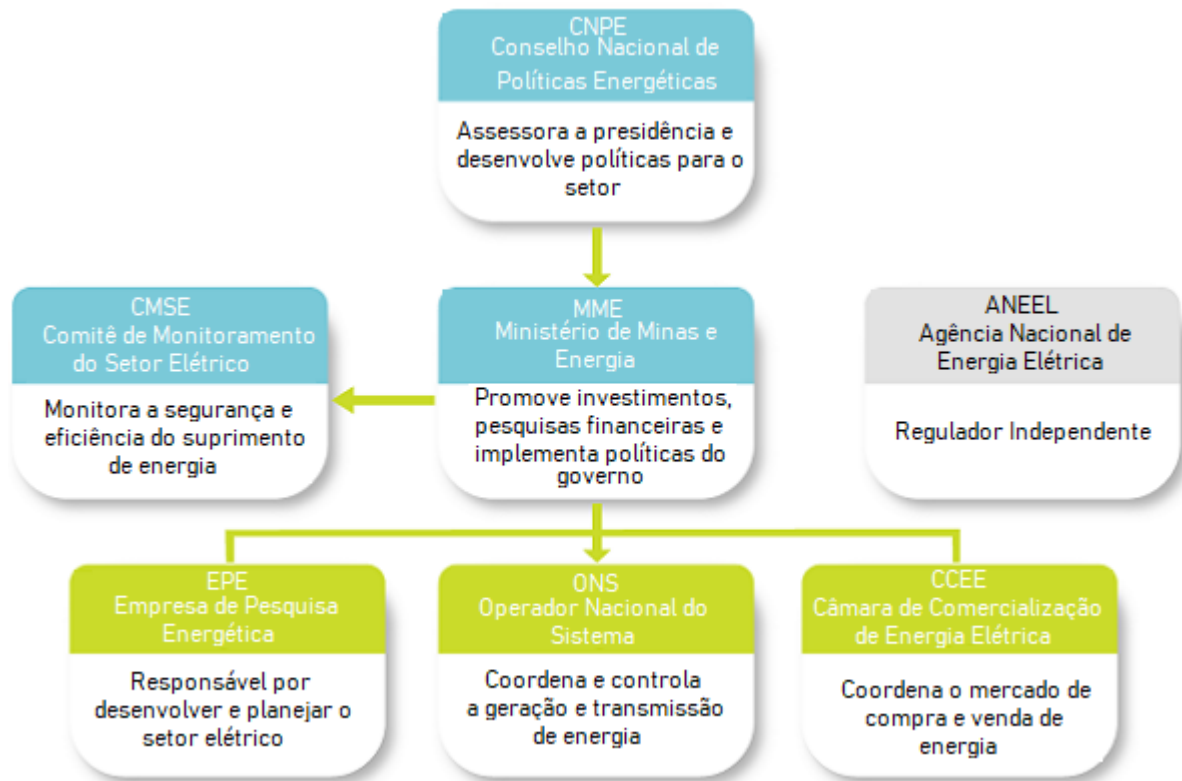 CNPE
Conselho Nacional de
Políticas Energéticas
Assessora a presidência e
desenvolve políticas para o
setor
CMSE
Comitê de Monitoramento
do Setor Elétrico
Monitora a segurança e
eficiência do suprimento
de energia
MME
Ministério de Minas e
Energia
Promove investimentos,
pesquisas financeiras e
implementa políticas do
governo
ANEEL
Agência Nacional de
Energia Elétrica
Regulador Independente
EPE
Empresa de Pesquisa
Energética
Responsável por
desenvolver e planejar o
setor elétrico
ONS
Operador Nacional do
Sistema
Coordena e controla
a geração e transmissão
de energia
CCEE
Câmara de Comercialização
de Energia Elétrica
Coordena o mercado de
compra e venda de
energia